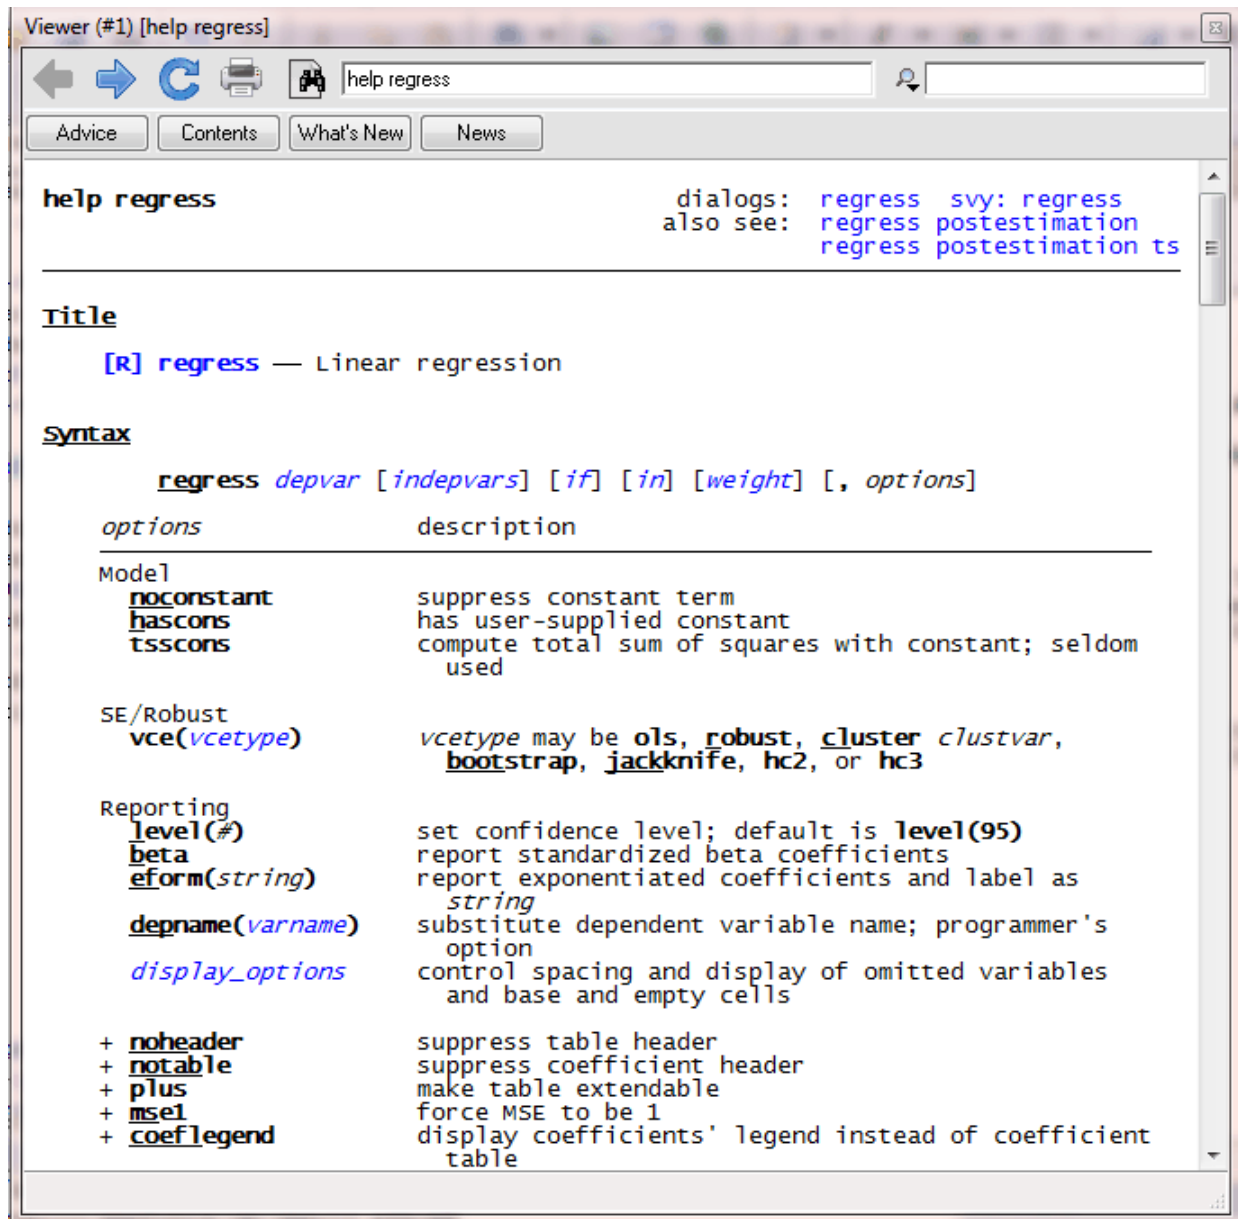 Viewer (#1) [help regress]
help regress
Advice Contents What's New News
help regress dialogs: regress svy: regress
also see: regress postestimation
regress postestimation ts
Title
[R] regress — Linear regression
Syntax
regress depvar [indepvars] [if] [in] [weight] [, options]
options description
Model
noconstant suppress constant term
hascons has user-supplied constant
tsscons compute total sum of squares with constant; seldom
used
SE/Robust
vce(vcetype) vcetype may be ols, robust, cluster clustvar,
bootstrap, jackknife, hc2, or hc3
Reporting
level(#) set confidence level; default is level(95)
beta report standardized beta coefficients
eform(string) report exponentiated coefficients and label as
string
depname(varname) substitute dependent variable name; programmer's
option
display_options control spacing and display of omitted variables
and base and empty cells
+ noheader suppress table header
+ notable suppress coefficient header
+ plus make table extendable
+ mse1 force MSE to be 1
+ coeflegend display coefficients' legend instead of coefficient
table